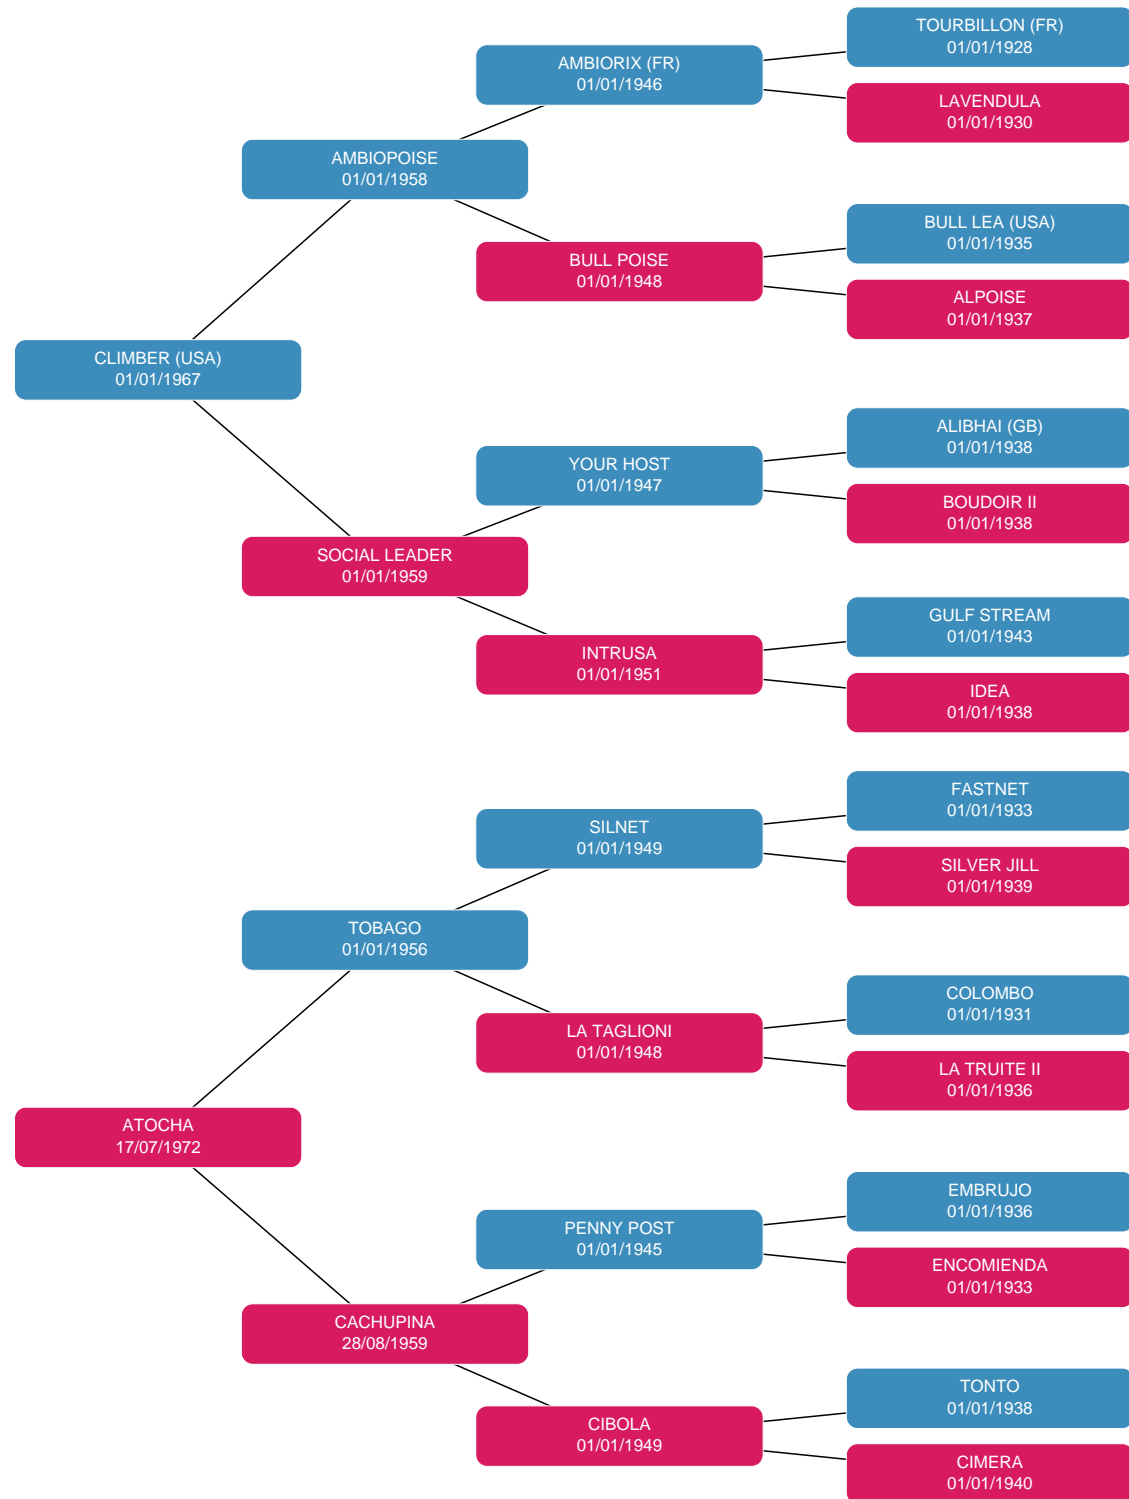 TOURBILLON (FR)
01/01/1928
AMBIORIX (FR)
01/01/1946
LAVENDULA
01/01/1930
AMBIOPOISE
01/01/1958
BULL LEA (USA)
01/01/1935
BULL POISE
01/01/1948
ALPOISE
01/01/1937
CLIMBER (USA)
01/01/1967
ALIBHAI (GB)
01/01/1938
YOUR HOST
01/01/1947
BOUDOIR II
01/01/1938
SOCIAL LEADER
01/01/1959
GULF STREAM
01/01/1943
INTRUSA
01/01/1951
IDEA
01/01/1938
FASTNET
01/01/1933
SILNET
01/01/1949
SILVER JILL
01/01/1939
TOBAGO
01/01/1956
COLOMBO
01/01/1931
LA TAGLIONI
01/01/1948
LA TRUITE II
01/01/1936
ATOCHA
17/07/1972
EMBRUJO
01/01/1936
PENNY POST
01/01/1945
ENCOMIENDA
01/01/1933
CACHUPINA
28/08/1959
TONTO
01/01/1938
CIBOLA
01/01/1949
CIMERA
01/01/1940